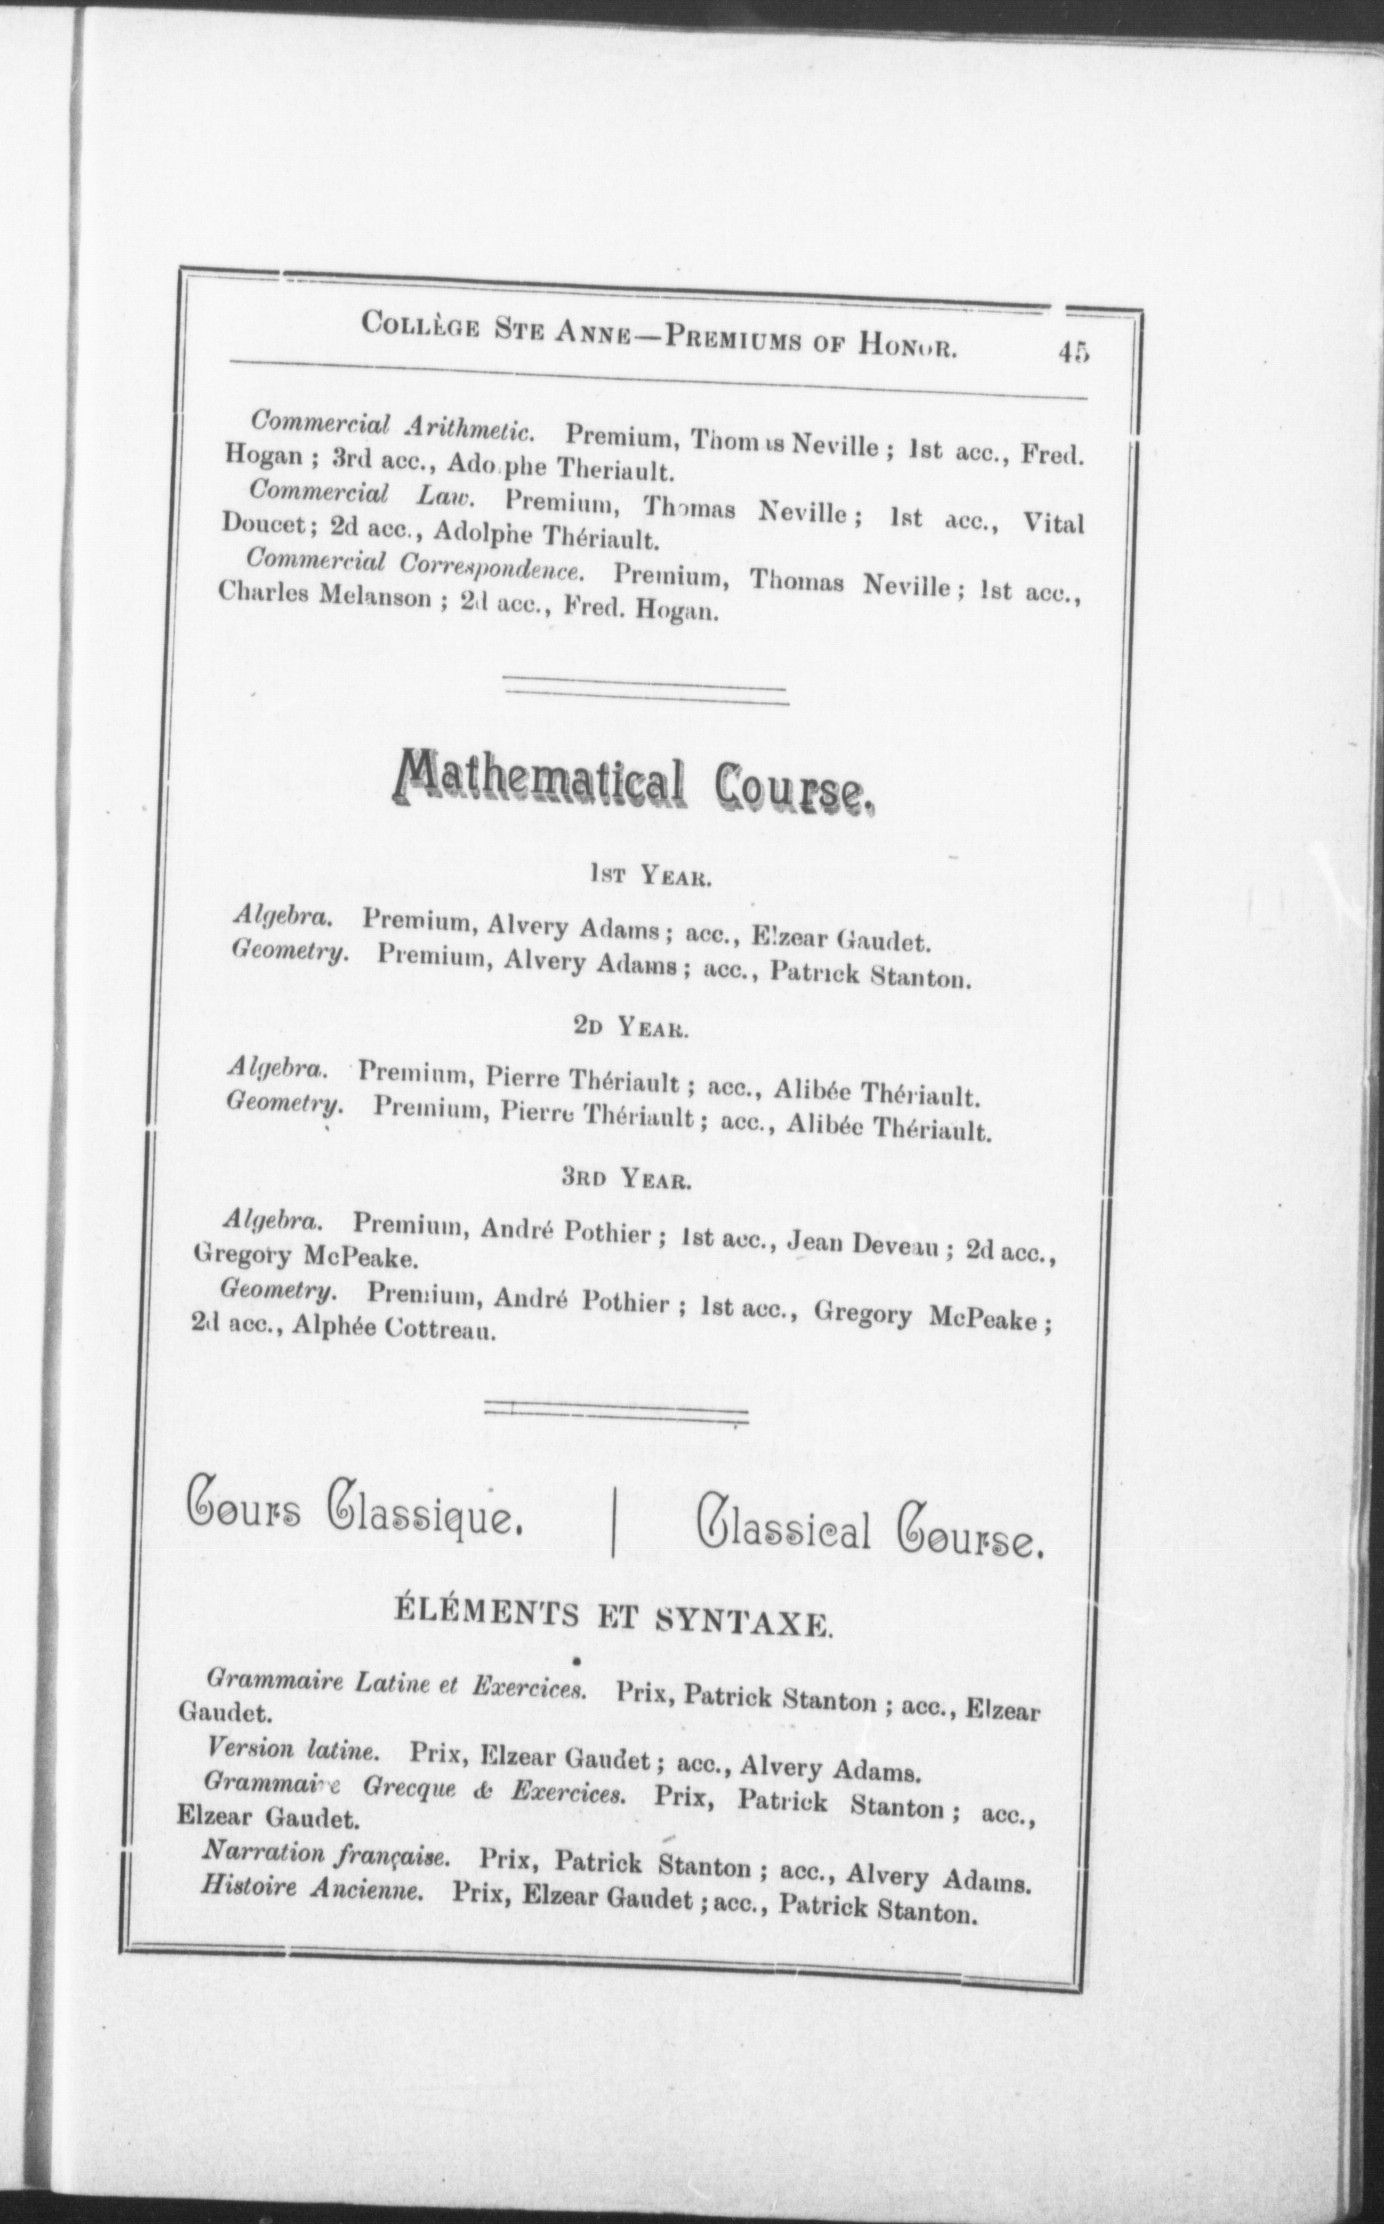 COLLÈGE STE ANNE—PREMIUMS OF HONOR. 45
Commercial Arithmetic. Premium, Thomas Neville ; 1st acc., Fred.
Hogan ; 3rd acc., Adolphe Theriault.
Commercial Law. Premium, Thomas Neville ; 1st acc., Vital
Doucet ; 2d acc., Adolphe Thériault.
Commercial Correspondence. Premium, Thomas Neville ; 1st acc.,
Charles Melanson ; 2d acc., Fred. Hogan.
Mathematical Course.
1ST YEAR.
Algebra. Premium, Alvery Adams ; acc., Elzear Gaudet.
Geometry. Premium, Alvery Adams ; acc., Patrick Stanton.
2D YEAR.
Algebra. Premium, Pierre Thériault ; acc., Alibée Thériault.
Geometry. Premium, Pierre Thériault ; acc., Alibée Thériault.
3RD YEAR.
Algebra. Premium, André Pothier ; 1st acc., Jean Deveau ; 2d acc.,
Gregory McPeake.
Geometry. Premium, André Pothier ; 1st acc., Gregory McPeake ;
2d acc., Alphée Cottreau.
Cours Classique. | Classical Course.
ÉLÉMENTS ET SYNTAXE.
Grammaire Latine et Exercices. Prix, Patrick Stanton ; acc., Elzear
Gaudet.
Version latine. Prix, Elzear Gaudet ; acc., Alvery Adams.
Grammaire Grecque & Exercices. Prix, Patrick Stanton ; acc.,
Elzear Gaudet.
Narration française. Prix, Patrick Stanton ; acc., Alvery Adams.
Histoire Ancienne. Prix, Elzear Gaudet ; acc., Patrick Stanton.